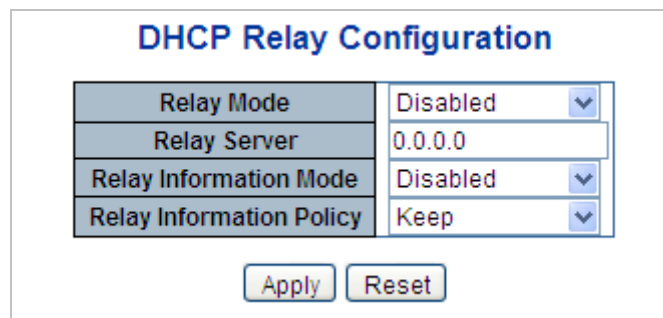 DHCP Relay Configuration
Relay Mode Disabled
Relay Server 0.0.0.0
Relay Information Mode Disabled
Relay Information Policy Keep
Apply Reset